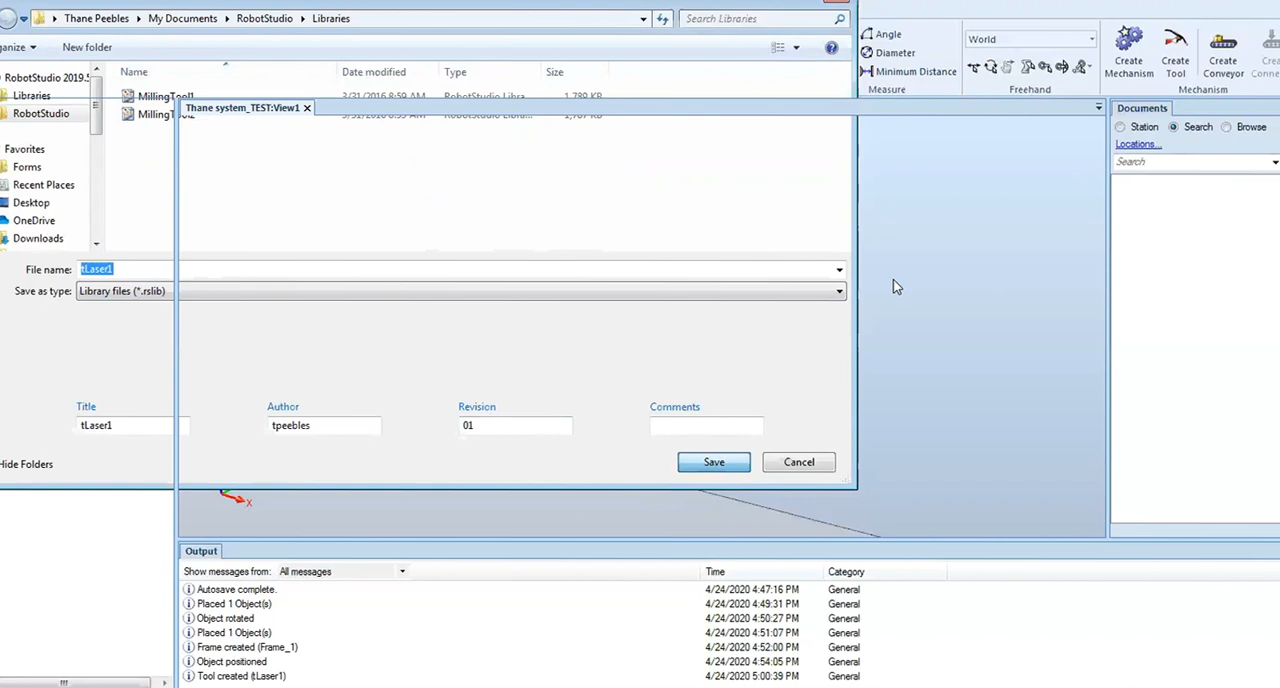 Thane Peebles My Documents RobotStudio Libraries Search Libraries
New folder
RobotStudio
Libraries
RobotStudio
Favorites
Forms
Recent Places
Desktop
OneDrive
Downloads
Name Date modified Type Size
MillingTool1 3/31/2016 8:59 AM RobotStudio Libra... 1,789 KB
File name: tLaser1
Save as type: Library files (*.rslib)
Title Author Revision Comments
tLaser1 tpeebles 01
Hide Folders Save Cancel
Angle
Diameter
Minimum Distance
Measure
World
Freehand
Create Mechanism
Create Tool
Create Conveyor
Mechanism
Thane system_TEST:View1
Documents
Station Search Browse
Locations...
Search
X
Output
Show messages from: All messages Time Category
Autosave complete. 4/24/2020 4:47:16 PM General
Placed 1 Object(s) 4/24/2020 4:49:31 PM General
Object rotated 4/24/2020 4:50:27 PM General
Placed 1 Object(s) 4/24/2020 4:51:07 PM General
Frame created (Frame_1) 4/24/2020 4:52:00 PM General
Object positioned 4/24/2020 4:54:05 PM General
Tool created (tLaser1) 4/24/2020 5:00:39 PM General